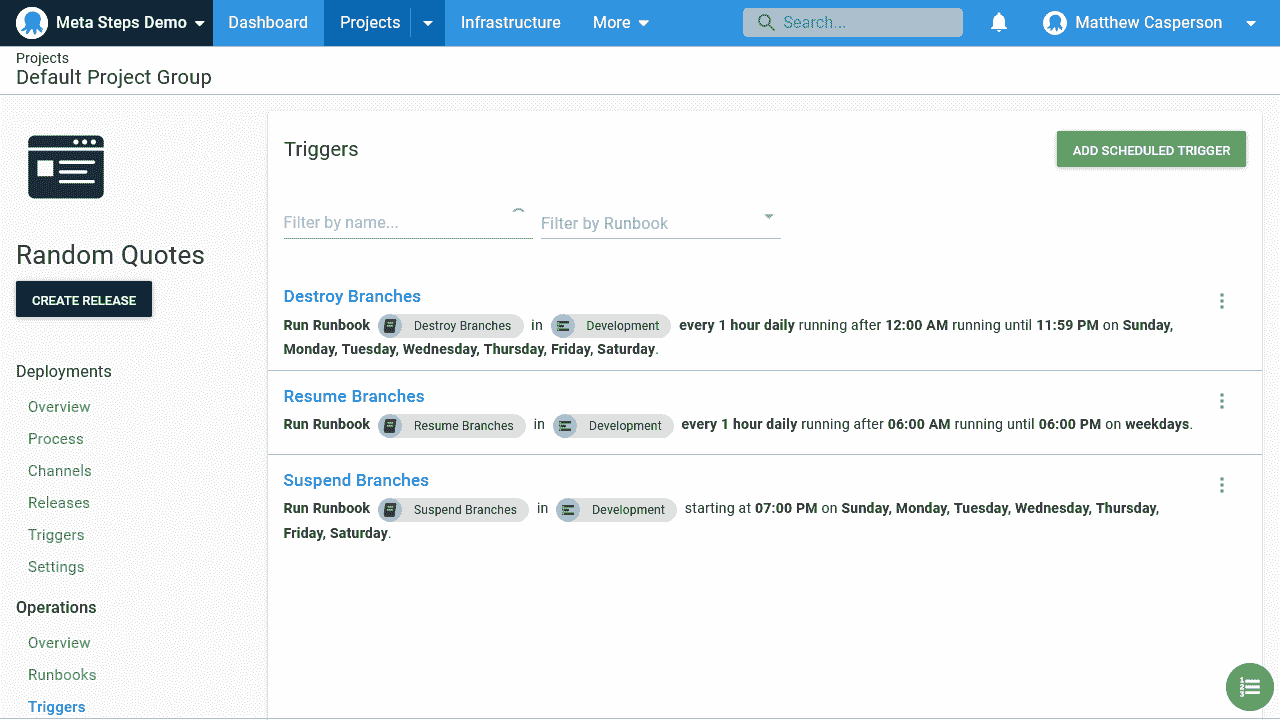 Meta Steps Demo Dashboard Projects Infrastructure More Search... Matthew Casperson
Projects
Default Project Group
Random Quotes
CREATE RELEASE
Deployments
Overview
Process
Channels
Releases
Triggers
Settings
Operations
Overview
Runbooks
Triggers
Triggers
ADD SCHEDULED TRIGGER
Filter by name... Filter by Runbook
Destroy Branches
Run Runbook Destroy Branches in Development every 1 hour daily running after 12:00 AM running until 11:59 PM on Sunday,
Monday, Tuesday, Wednesday, Thursday, Friday, Saturday.
Resume Branches
Run Runbook Resume Branches in Development every 1 hour daily running after 06:00 AM running until 06:00 PM on weekdays.
Suspend Branches
Run Runbook Suspend Branches in Development starting at 07:00 PM on Sunday, Monday, Tuesday, Wednesday, Thursday,
Friday, Saturday.